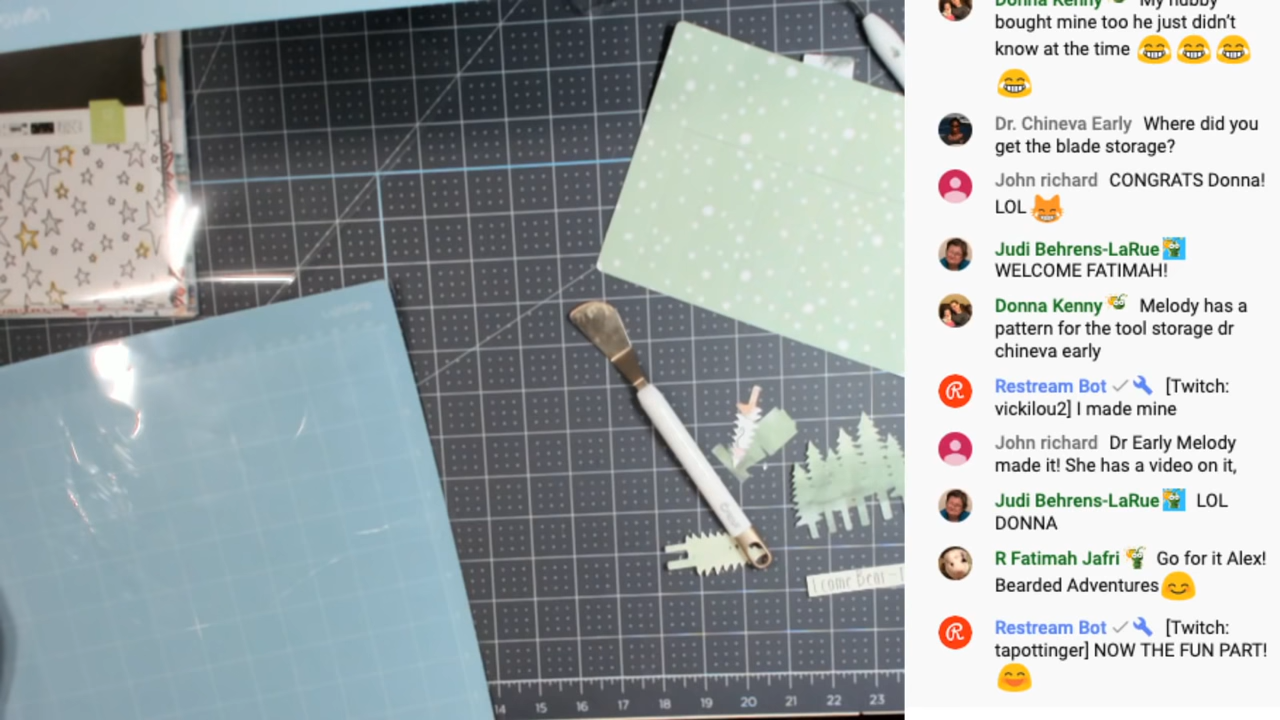 Donna Kenny My hubby
bought mine too he just didn't
know at the time 😂 😂 😂
😂
Dr. Chineva Early Where did you
get the blade storage?
John richard CONGRATS Donna!
LOL 😹
Judi Behrens-LaRue
WELCOME FATIMAH!
Donna Kenny Melody has a
pattern for the tool storage dr
chineva early
Restream Bot [Twitch:
vickilou2] I made mine
John richard Dr Early Melody
made it! She has a video on it,
Judi Behrens-LaRue LOL
DONNA
R Fatimah Jafri Go for it Alex!
Bearded Adventures 😊
Restream Bot [Twitch:
tapottinger] NOW THE FUN PART!
😄
14 15 16 17 18 19 20 21 22 23